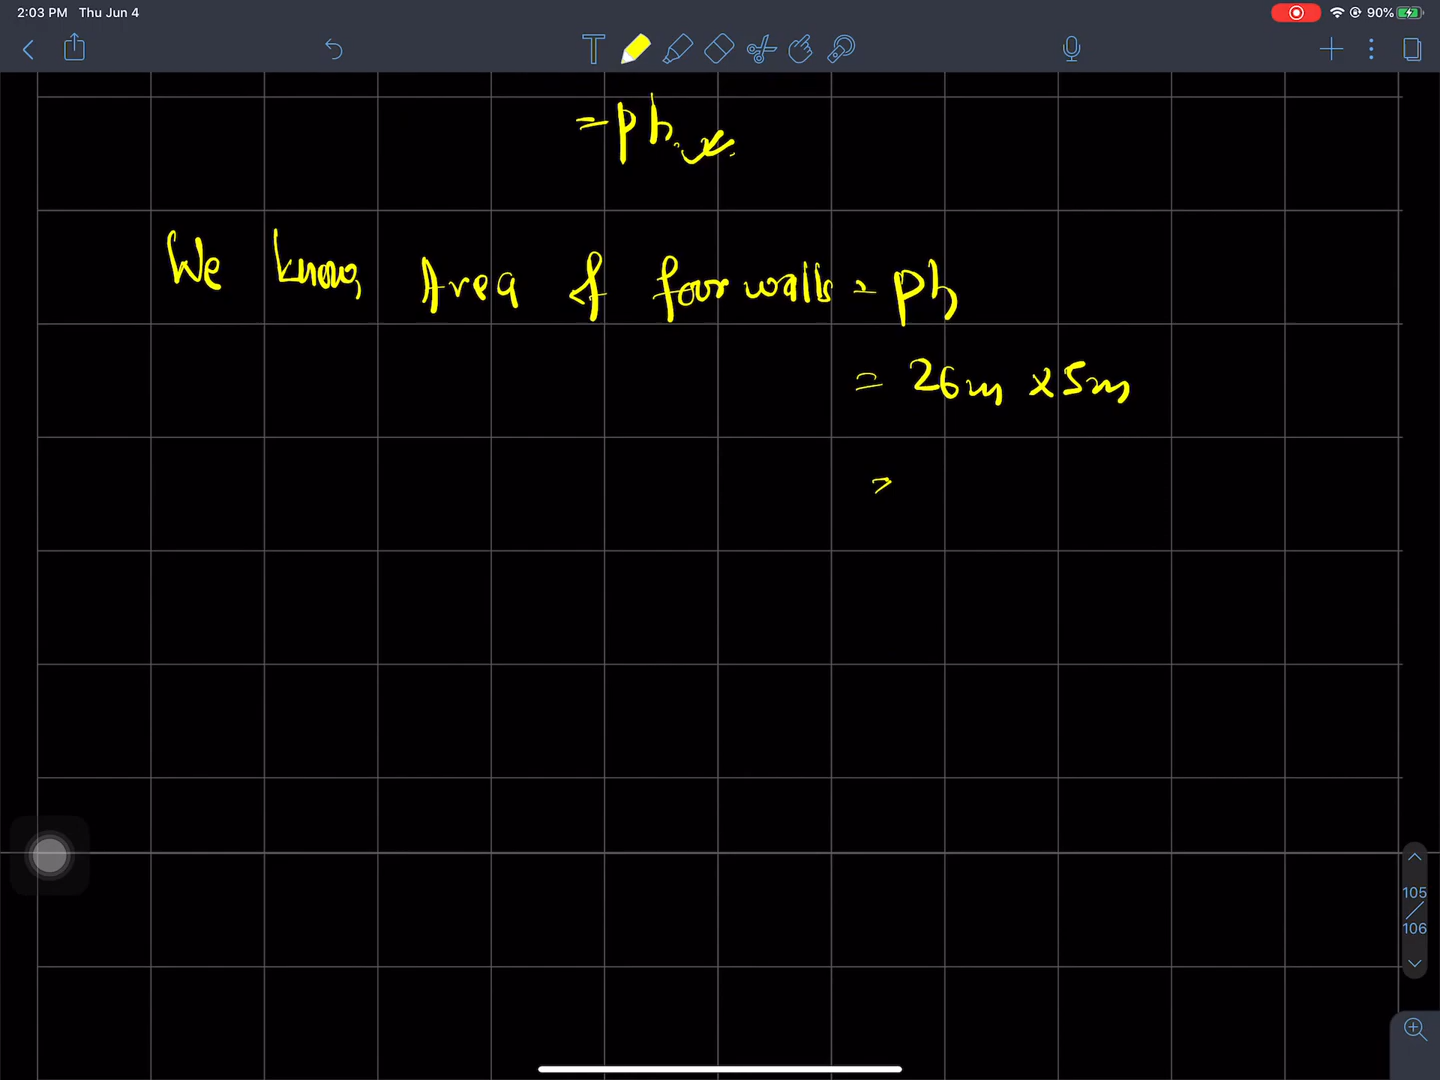 2:03 PM Thu Jun 4
90%
T
= ph.
We know, Area of four walls = ph
= 26m x 5m
=
105
106